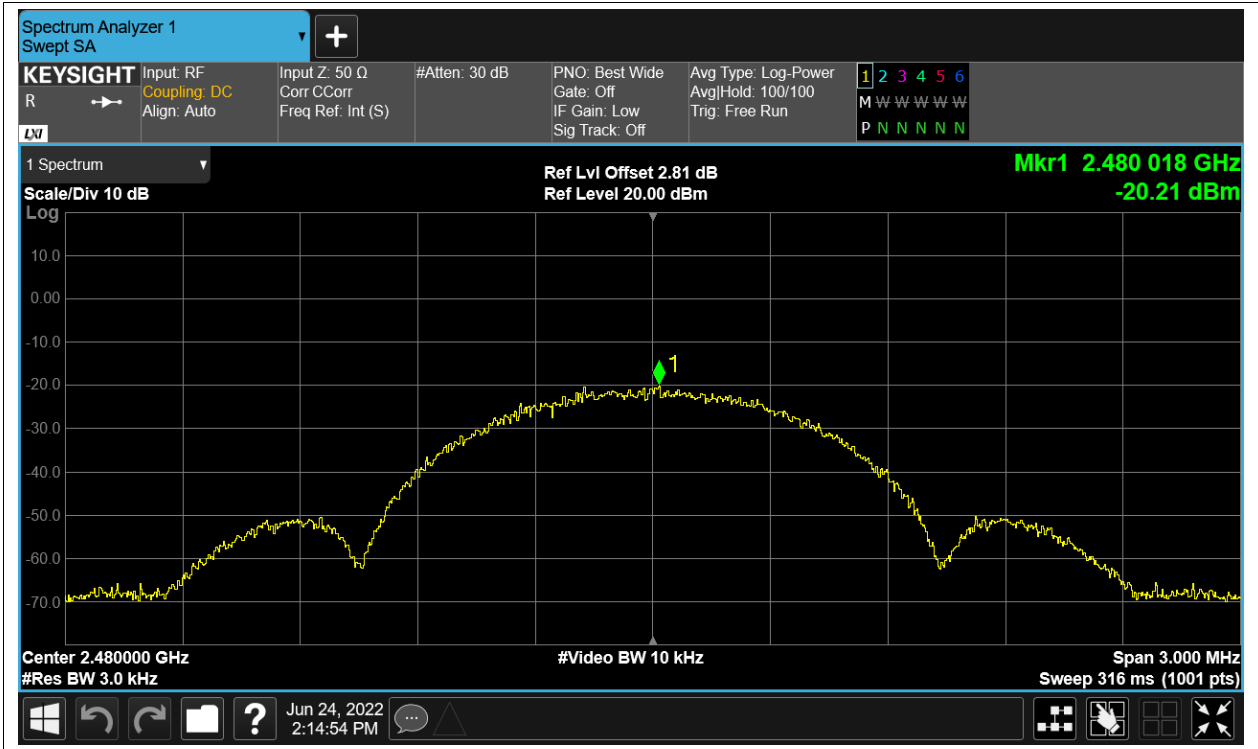 Spectrum Analyzer 1
Swept SA
KEYSIGHT
R
LXI
Input: RF
Coupling: DC
Align: Auto
Input Z: 50 Ω
Corr CCorr
Freq Ref: Int (S)
#Atten: 30 dB
PNO: Best Wide
Gate: Off
IF Gain: Low
Sig Track: Off
Avg Type: Log-Power
Avg|Hold: 100/100
Trig: Free Run
1 2 3 4 5 6
M W W W W W
P N N N N N
1 Spectrum
Scale/Div 10 dB
Ref Lvl Offset 2.81 dB
Ref Level 20.00 dBm
Mkr1 2.480 018 GHz
-20.21 dBm
Log
10.0
0.00
-10.0
1
-20.0
-30.0
-40.0
-50.0
-60.0
-70.0
Center 2.480000 GHz
#Video BW 10 kHz
Span 3.000 MHz
#Res BW 3.0 kHz
Sweep 316 ms (1001 pts)
?
Jun 24, 2022
2:14:54 PM